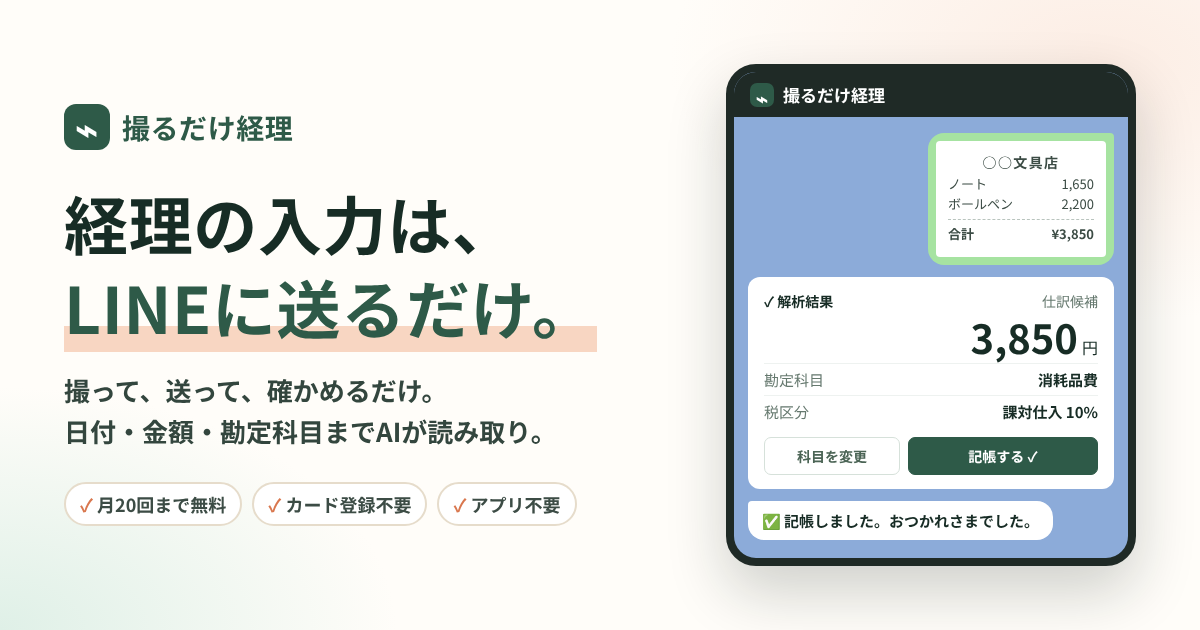 撮るだけ経理
経理の入力は、
LINEに送るだけ。
撮って、送って、確かめるだけ。
日付・金額・勘定科目までAIが読み取り。
✓月20回まで無料
✓カード登録不要
✓アプリ不要
撮るだけ経理
〇〇文具店
ノート 1,650
ボールペン 2,200
合計 ¥3,850
✓解析結果 仕訳候補
3,850 円
勘定科目 消耗品費
税区分 課対仕入 10%
科目を変更 記帳する✓
✅ 記帳しました。おつかれさまでした。